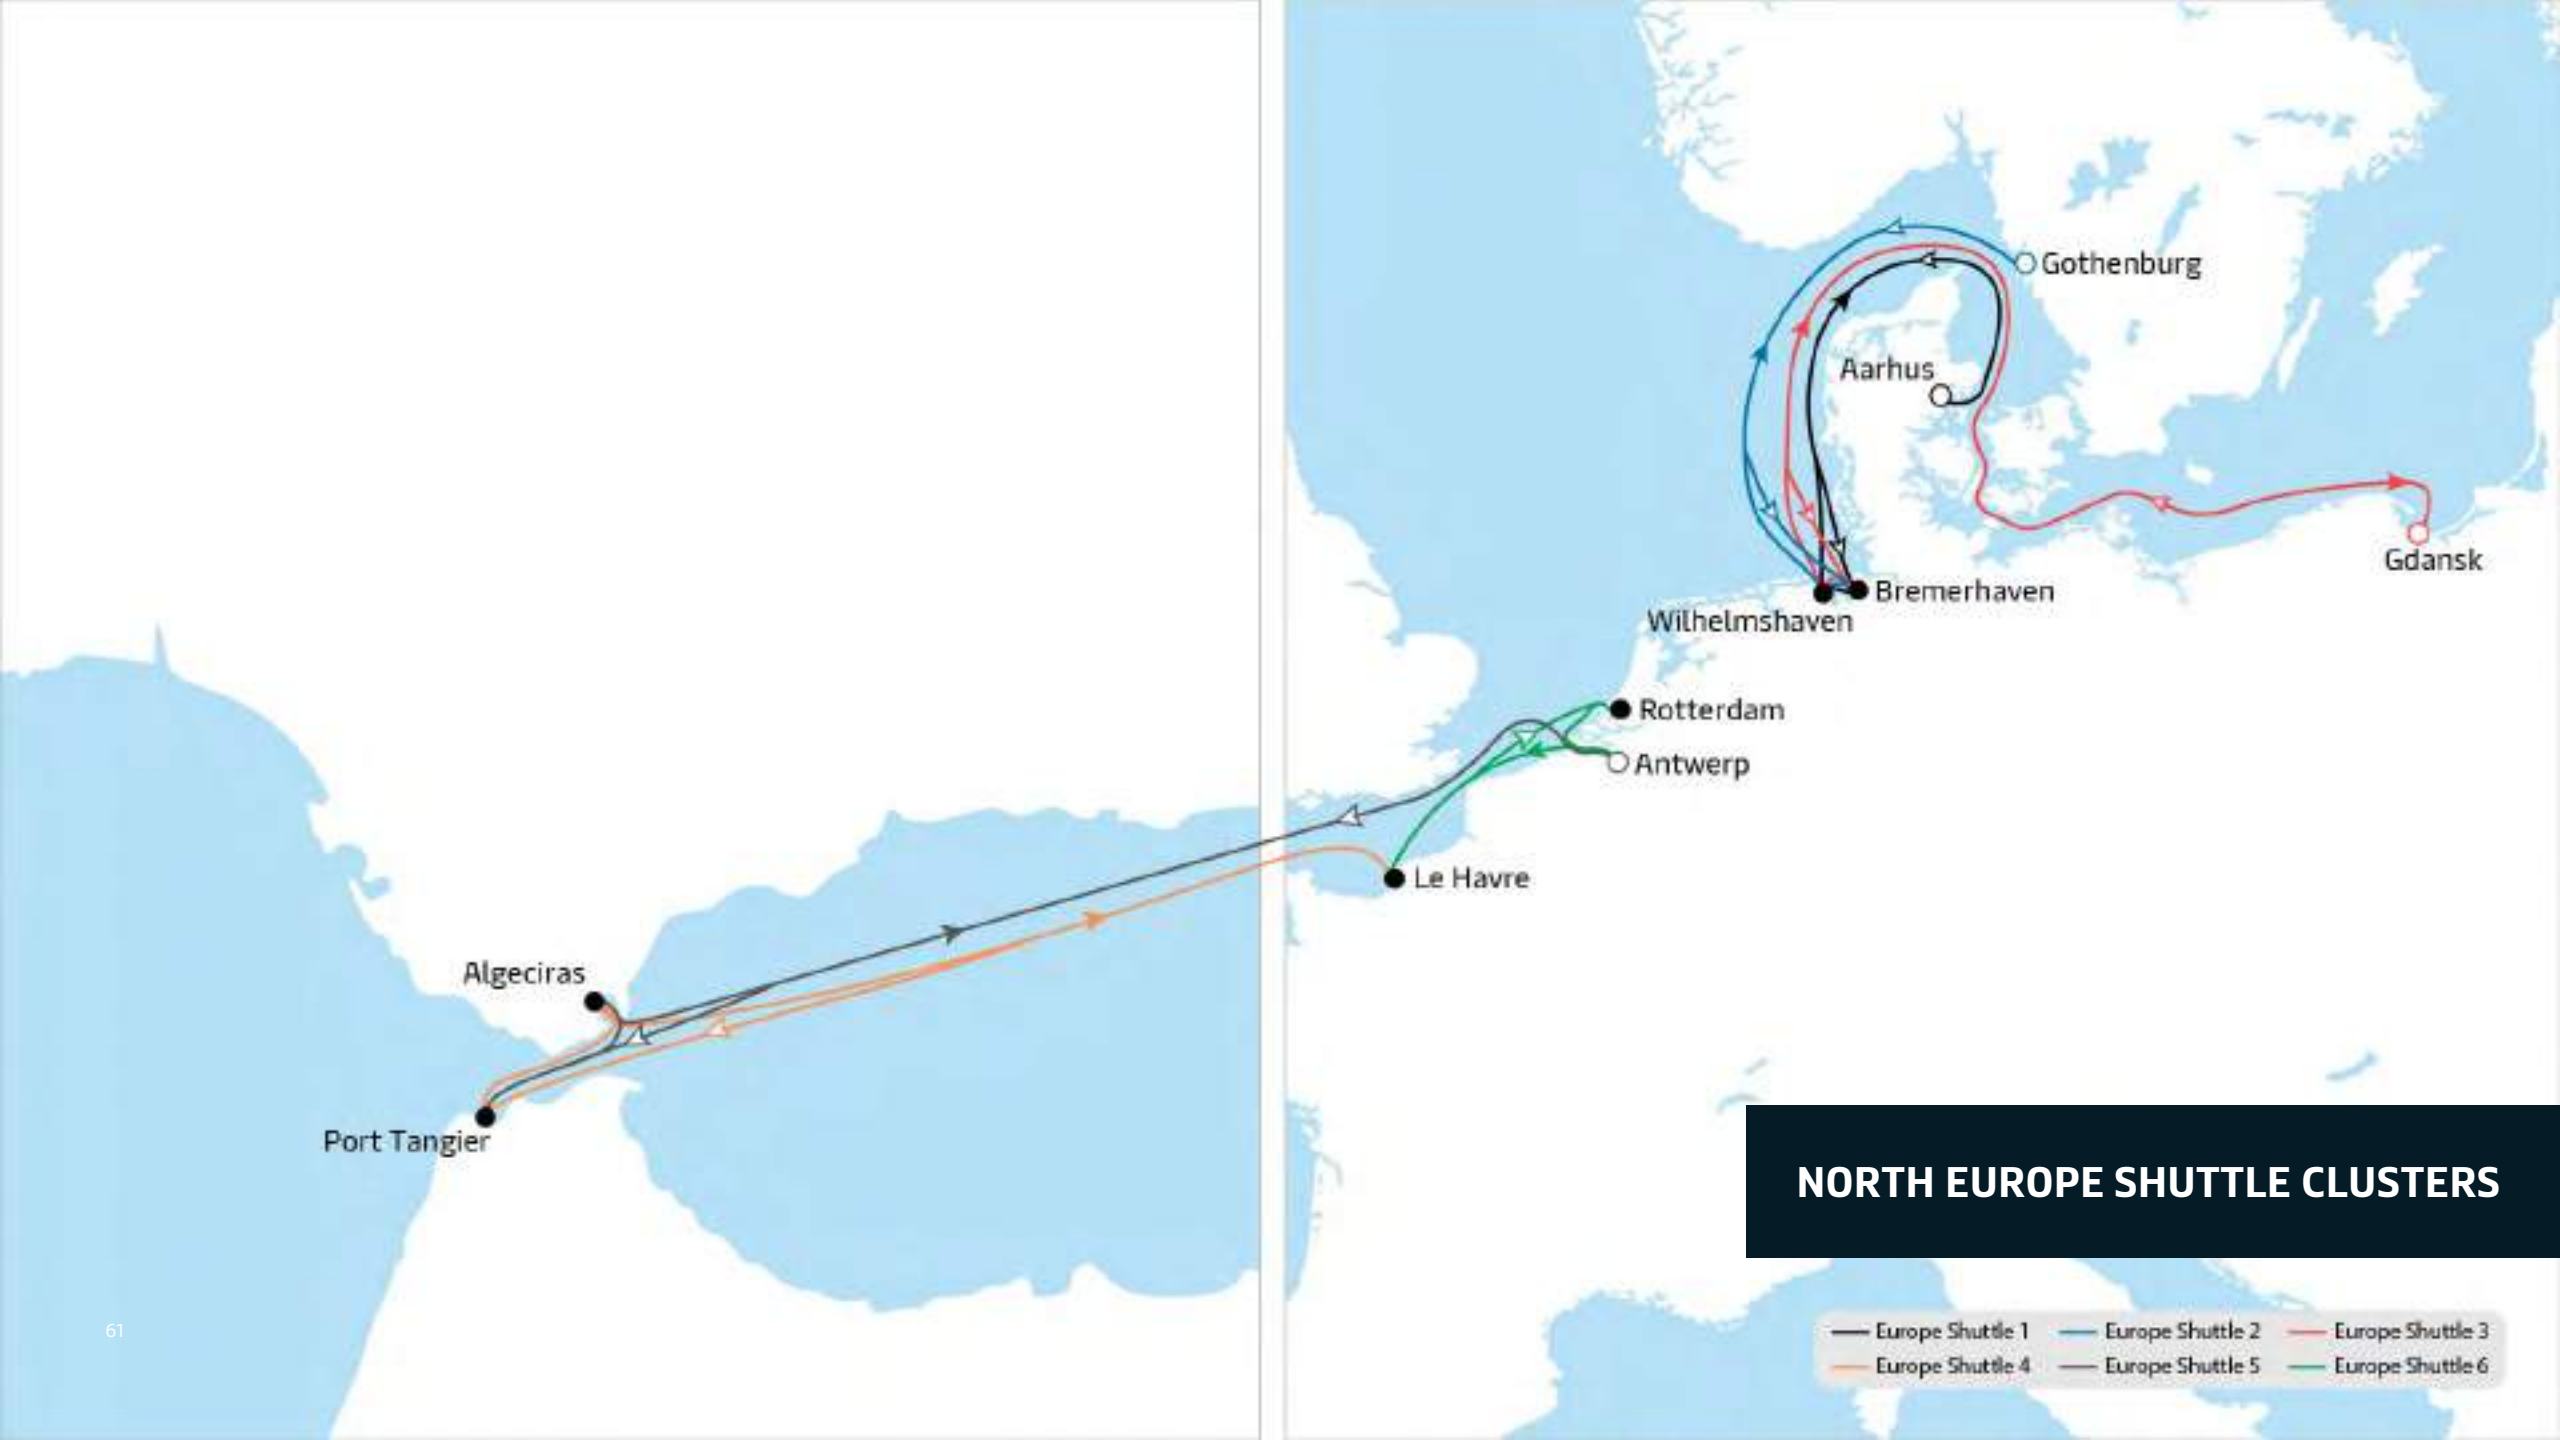 Gothenburg
Aarhus
Gdansk
Bremerhaven
Wilhelmshaven
Rotterdam
Antwerp
Le Havre
Algeciras
Port Tangier
NORTH EUROPE SHUTTLE CLUSTERS
61
Europe Shuttle 1 Europe Shuttle 2 Europe Shuttle 3
Europe Shuttle 4 Europe Shuttle 5 Europe Shuttle 6